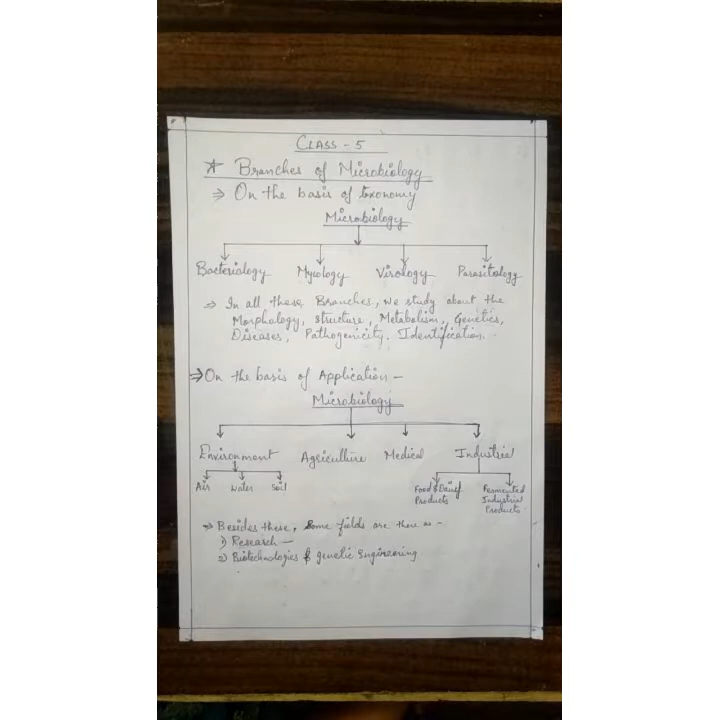 CLASS - 5
* Branches of Microbiology
⇒ On the basis of toxonomy
Microbiology
Bacterialogy Mycology Virology Parasitology
⇒ In all these, Branches, we study about the
Morphology, Structure, Metabolism, Genetics,
Diseases, Pathogenicity. Identification.
⇒ On the basis of Application -
Microbiology
Environment Agriculture Medical Industrial
Air Water Soil Food & Dairy Fermented
Products Industrial
Products
⇒ Besides these, Some fields are there as -
1) Research -
2) Biotechnologies & genetic Engineering